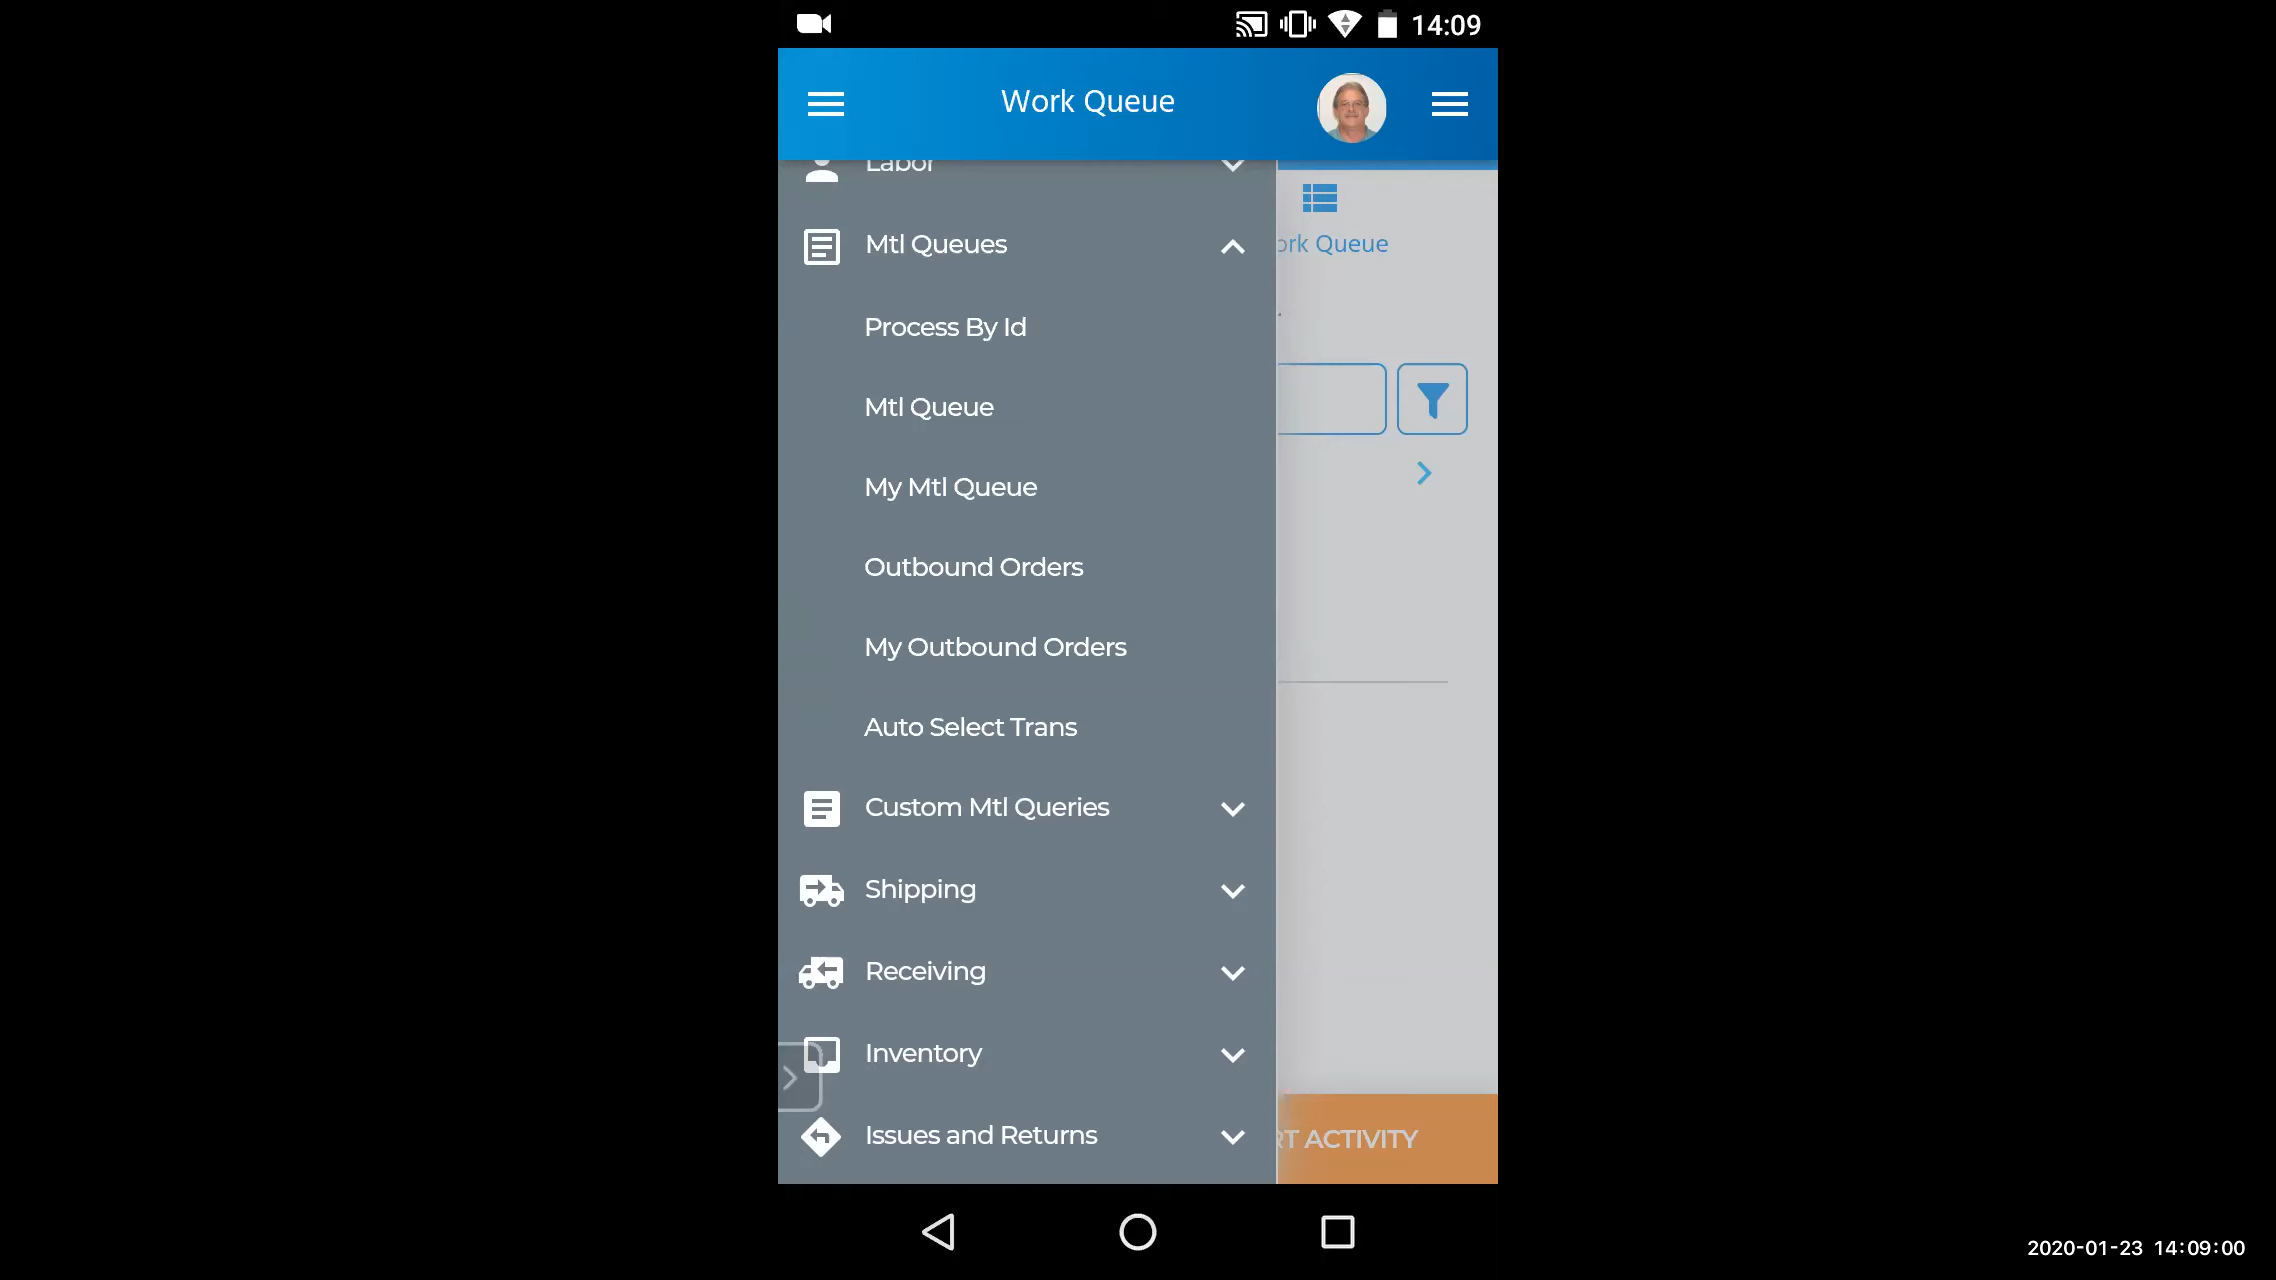 14:09
Work Queue
Labor
Mtl Queues
ork Queue
Process By Id
Mtl Queue
My Mtl Queue
Outbound Orders
My Outbound Orders
Auto Select Trans
Custom Mtl Queries
Shipping
Receiving
Inventory
Issues and Returns
RT ACTIVITY
2020-01-23 14:09:00